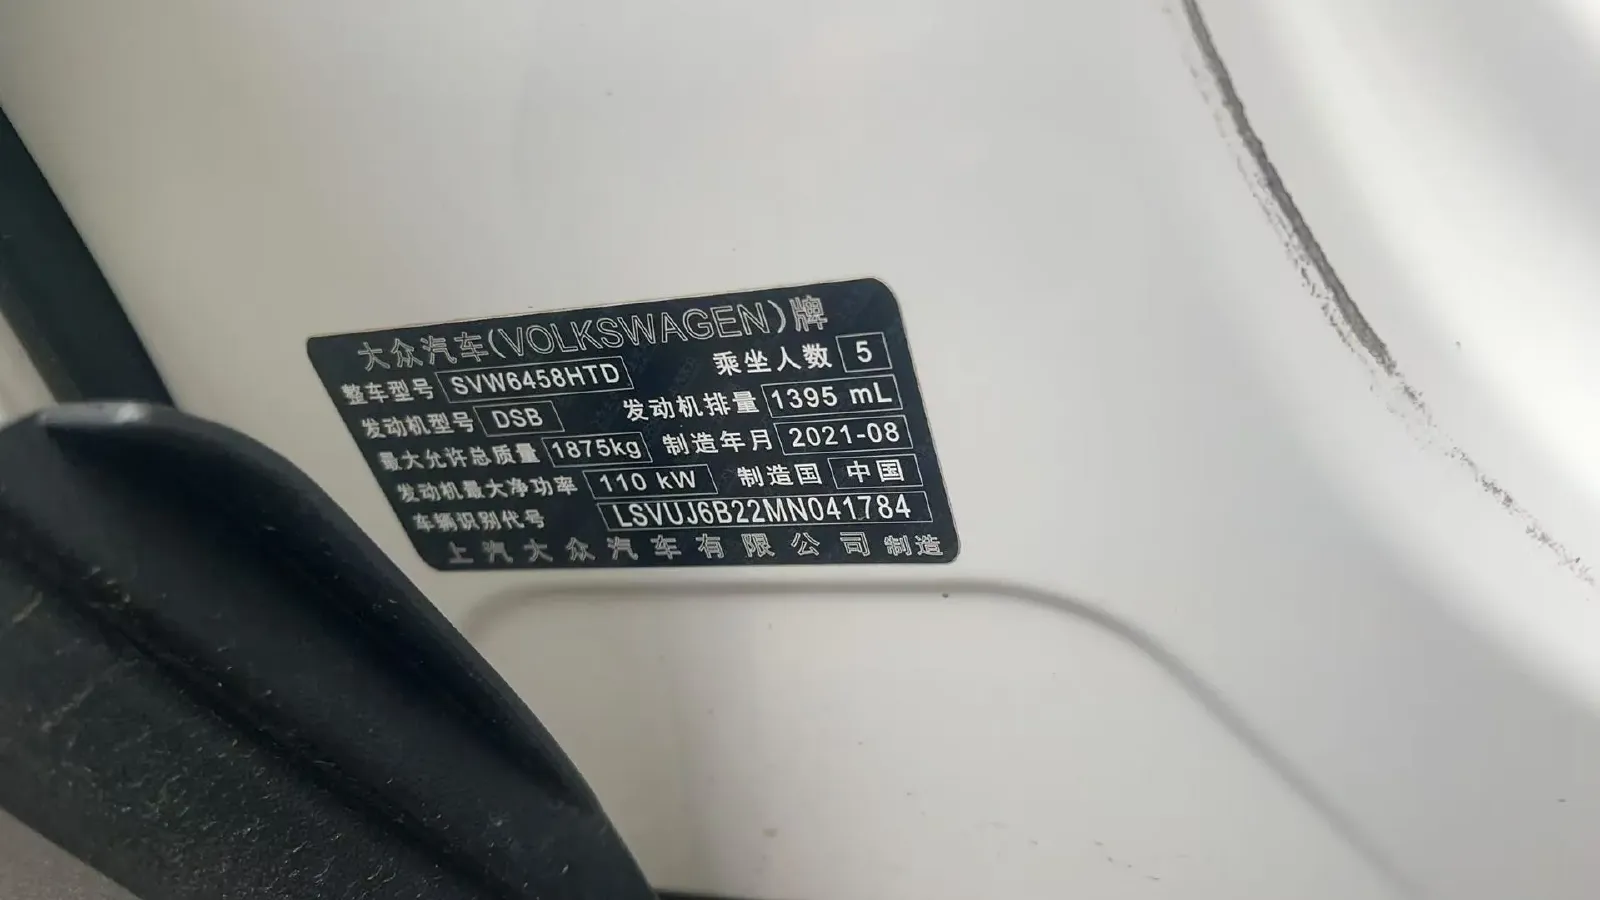 大众汽车(VOLKSWAGEN)牌
整车型号 SVW6458HTD 乘坐人数 5
发动机型号 DSB 发动机排量 1395 mL
最大允许总质量 1875kg 制造年月 2021-08
发动机最大净功率 110 kW 制造国 中国
车辆识别代号 LSVUJ6B22MN041784
上汽大众汽车有限公司 制造